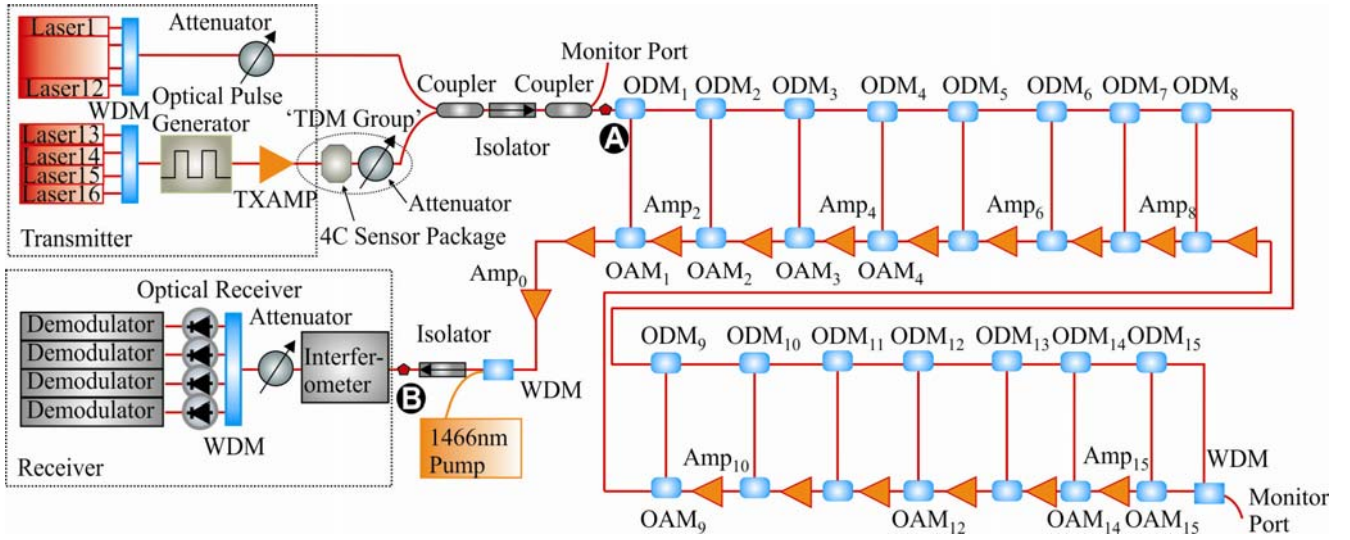 Laser1
Laser12
WDM
Attenuator
Optical Pulse
Generator
Laser13
Laser14
Laser15
Laser16
TXAMP
'TDM Group'
Attenuator
4C Sensor Package
Transmitter
Coupler
Isolator
Coupler
Monitor Port
A
ODM1
ODM2
ODM3
ODM4
ODM5
ODM6
ODM7
ODM8
Amp2
Amp4
Amp6
Amp8
OAM1
OAM2
OAM3
OAM4
Amp0
Optical Receiver
Demodulator
Demodulator
Demodulator
Demodulator
Attenuator
WDM
Interfer-
ometer
Receiver
B
Isolator
WDM
1466nm
Pump
ODM9
ODM10
ODM11
ODM12
ODM13
ODM14
ODM15
Amp10
Amp15
WDM
OAM9
OAM12
OAM14
OAM15
Monitor
Port